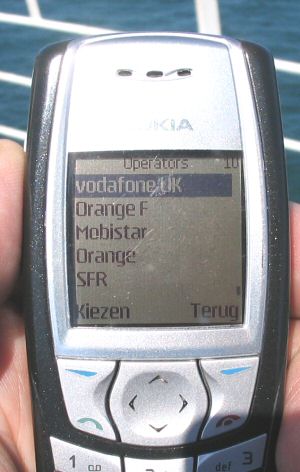 NOKIA
Operators 10
vodafone UK
Orange F
Mobistar
Orange
SFR
Kiezen Terug
1
def 3